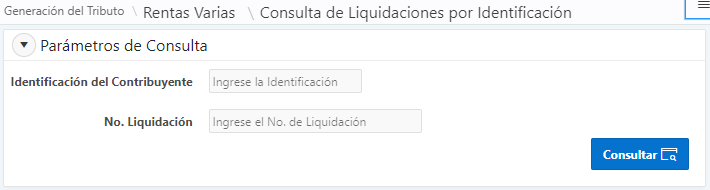 Generación del Tributo \ Rentas Varias \ Consulta de Liquidaciones por Identificación
Parámetros de Consulta
Identificación del Contribuyente Ingrese la Identificación
No. Liquidación Ingrese el No. de Liquidación
Consultar